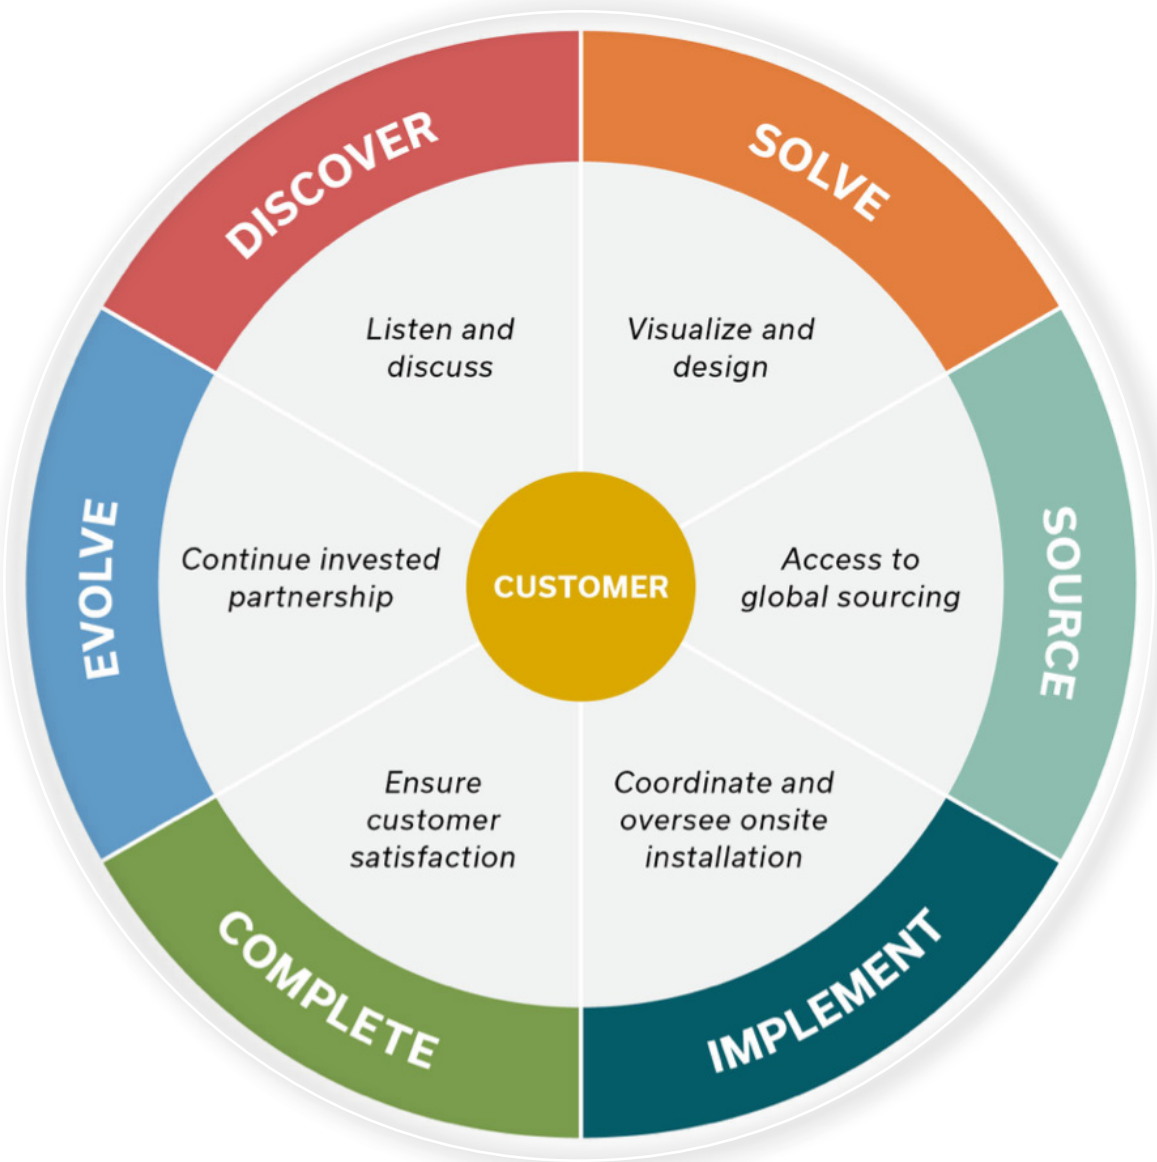 DISCOVER
Listen and
discuss
SOLVE
Visualize and
design
SOURCE
Access to
global sourcing
IMPLEMENT
Coordinate and
oversee onsite
installation
COMPLETE
Ensure
customer
satisfaction
EVOLVE
Continue invested
partnership
CUSTOMER